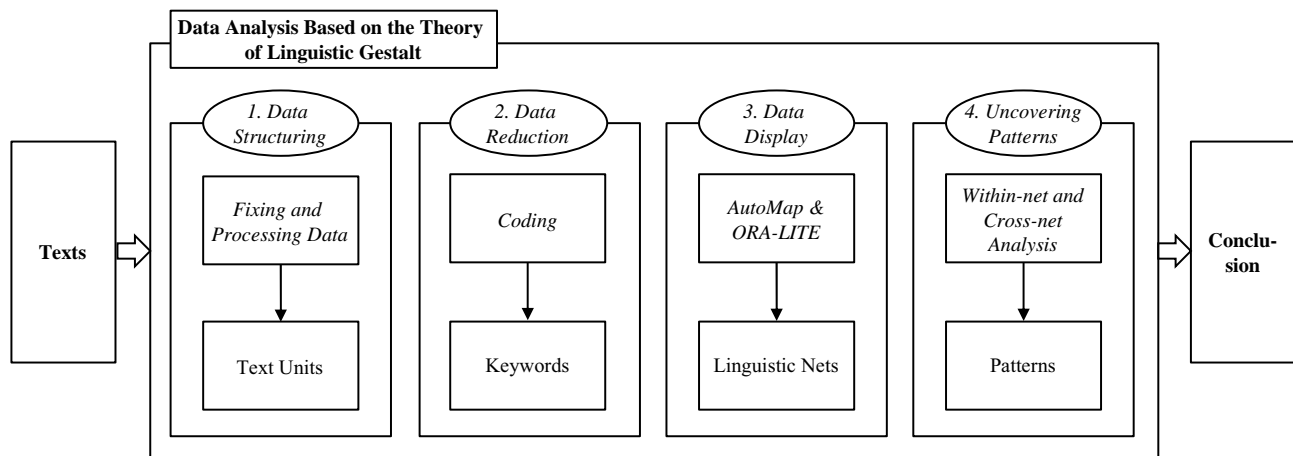 Data Analysis Based on the Theory
of Linguistic Gestalt
Texts
1. Data
Structuring
Fixing and
Processing Data
Text Units
2. Data
Reduction
Coding
Keywords
3. Data
Display
AutoMap &
ORA-LITE
Linguistic Nets
4. Uncovering
Patterns
Within-net and
Cross-net
Analysis
Patterns
Conclu-
sion